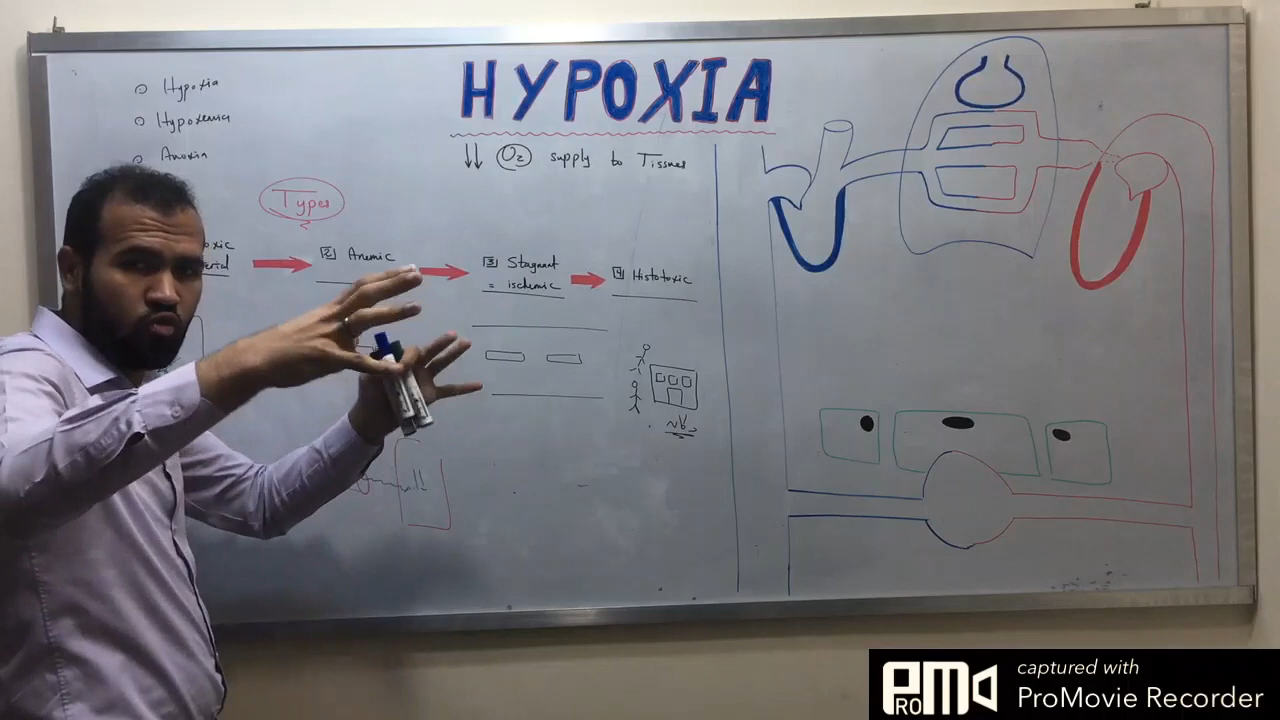 Hypoxia
Hypoxemia
Anoxia
HYPOXIA
↓↓ O₂ supply to Tissues
Types
2 Anemic
3 Stagnant
= ischemic
4 Histotoxic
PROM
captured with
ProMovie Recorder